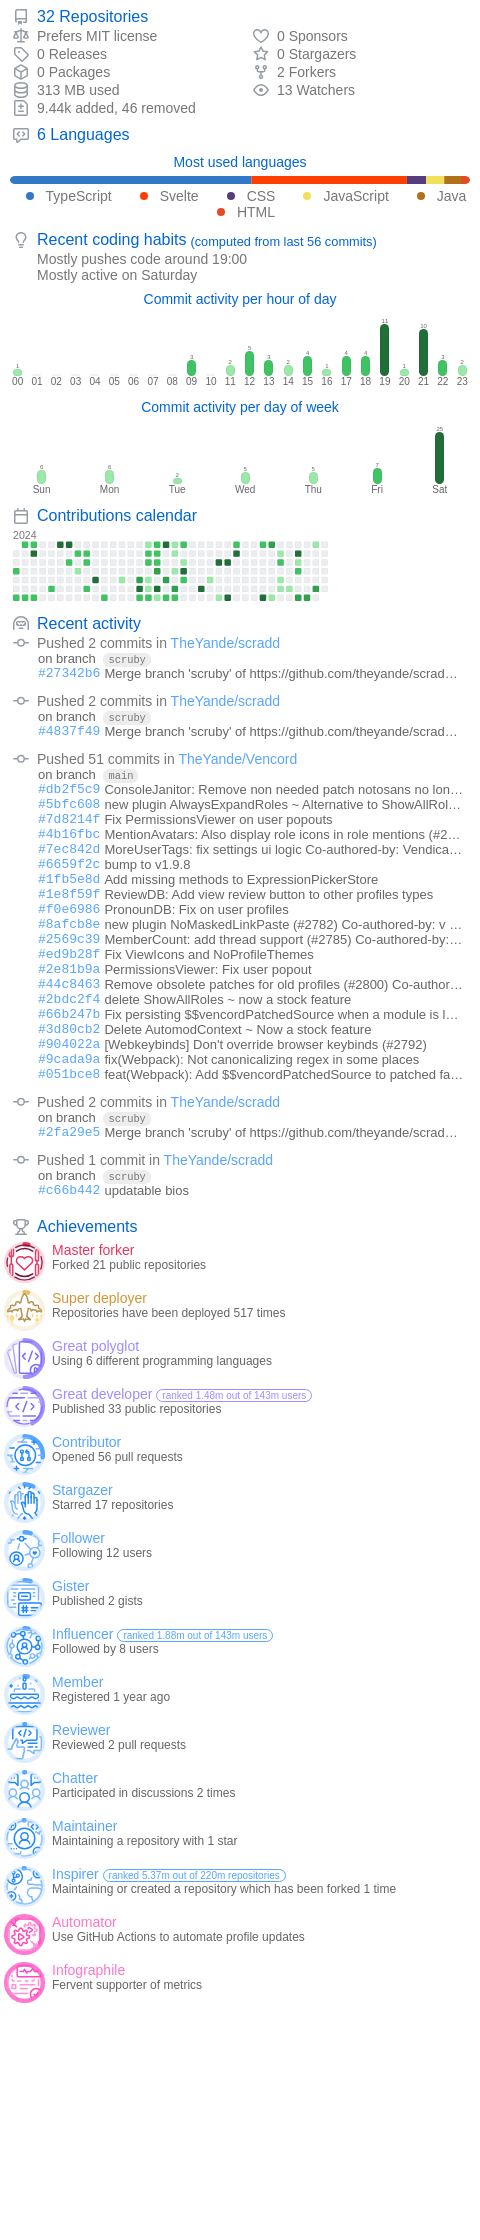 32 Repositories
Prefers MIT license
0 Sponsors
0 Releases
0 Stargazers
0 Packages
2 Forkers
313 MB used
13 Watchers
9.44k added, 46 removed
6 Languages
Most used languages
TypeScript Svelte CSS JavaScript Java
HTML
Recent coding habits (computed from last 56 commits)
Mostly pushes code around 19:00
Mostly active on Saturday
Commit activity per hour of day
1 3 2 5 3 2 4 1 4 4 11 1 10 3 2
00 01 02 03 04 05 06 07 08 09 10 11 12 13 14 15 16 17 18 19 20 21 22 23
Commit activity per day of week
6 6 2 5 5 7 25
Sun Mon Tue Wed Thu Fri Sat
Contributions calendar
2024
Recent activity
Pushed 2 commits in TheYande/scradd
on branch scruby
#27342b6 Merge branch 'scruby' of https://github.com/theyande/scrad…
Pushed 2 commits in TheYande/scradd
on branch scruby
#4837f49 Merge branch 'scruby' of https://github.com/theyande/scrad…
Pushed 51 commits in TheYande/Vencord
on branch main
#db2f5c9 ConsoleJanitor: Remove non needed patch notasans no lon…
#5bfc608 new plugin AlwaysExpandRoles ~ Alternative to ShowAllRol…
#7d8214f Fix PermissionsViewer on user popouts
#4b16fbc MentionAvatars: Also display role icons in role mentions (#2…
#7ec842d MoreUserTags: fix settings ui logic Co-authored-by: Vendica…
#6659f2c bump to v1.9.8
#1fb5e8d Add missing methods to ExpressionPickerStore
#1e8f59f ReviewDB: Add view review button to other profiles types
#f0e6986 PronounDB: Fix on user profiles
#8afcb8e new plugin NoMaskedLinkPaste (#2782) Co-authored-by: v …
#2569c39 MemberCount: add thread support (#2785) Co-authored-by:…
#ed9b28f Fix ViewIcons and NoProfileThemes
#2e81b9a PermissionsViewer: Fix user popout
#44c8463 Remove obsolete patches for old profiles (#2800) Co-author…
#2bdc2f4 delete ShowAllRoles ~ now a stock feature
#66b247b Fix persisting $$vencordPatchedSource when a module is l…
#3d80cb2 Delete AutomodContext ~ Now a stock feature
#904022a [Webkeybinds] Don't override browser keybinds (#2792)
#9cada9a fix(Webpack): Not canonicalizing regex in some places
#051bce8 feat(Webpack): Add $$vencordPatchedSource to patched fa…
Pushed 2 commits in TheYande/scradd
on branch scruby
#2fa29e5 Merge branch 'scruby' of https://github.com/theyande/scrad…
Pushed 1 commit in TheYande/scradd
on branch scruby
#c66b442 updatable bios
Achievements
Master forker
Forked 21 public repositories
Super deployer
Repositories have been deployed 517 times
Great polyglot
Using 6 different programming languages
Great developer ranked 1.48m out of 143m users
Published 33 public repositories
Contributor
Opened 56 pull requests
Stargazer
Starred 17 repositories
Follower
Following 12 users
Gister
Published 2 gists
Influencer ranked 1.88m out of 143m users
Followed by 8 users
Member
Registered 1 year ago
Reviewer
Reviewed 2 pull requests
Chatter
Participated in discussions 2 times
Maintainer
Maintaining a repository with 1 star
Inspirer ranked 5.37m out of 220m repositories
Maintaining or created a repository which has been forked 1 time
Automator
Use GitHub Actions to automate profile updates
Infographile
Fervent supporter of metrics